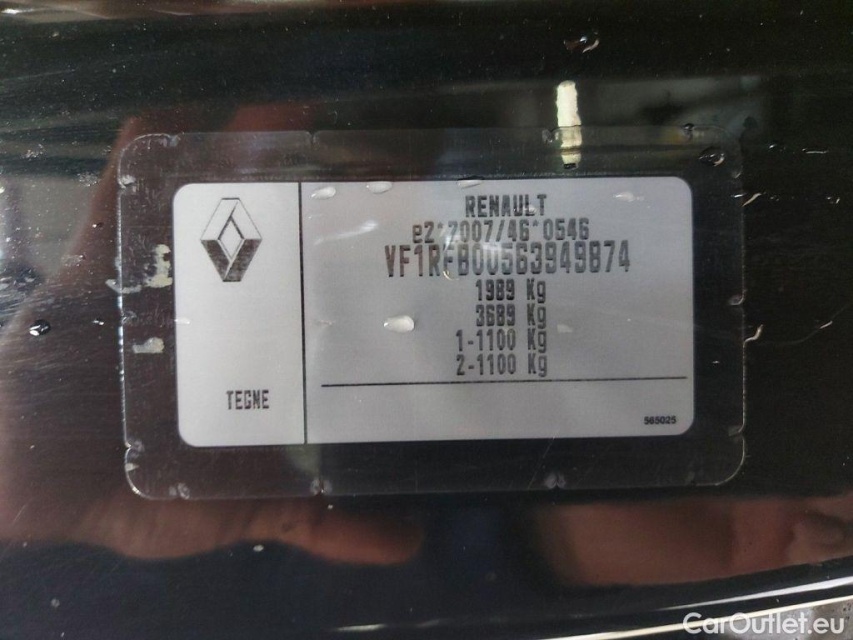 RENAULT
e2*2007/46*0546
VF1RFB00563949874
1989 Kg
3689 Kg
1-1100 Kg
2-1100 Kg
TEGNE
565025
CarOutlet.eu